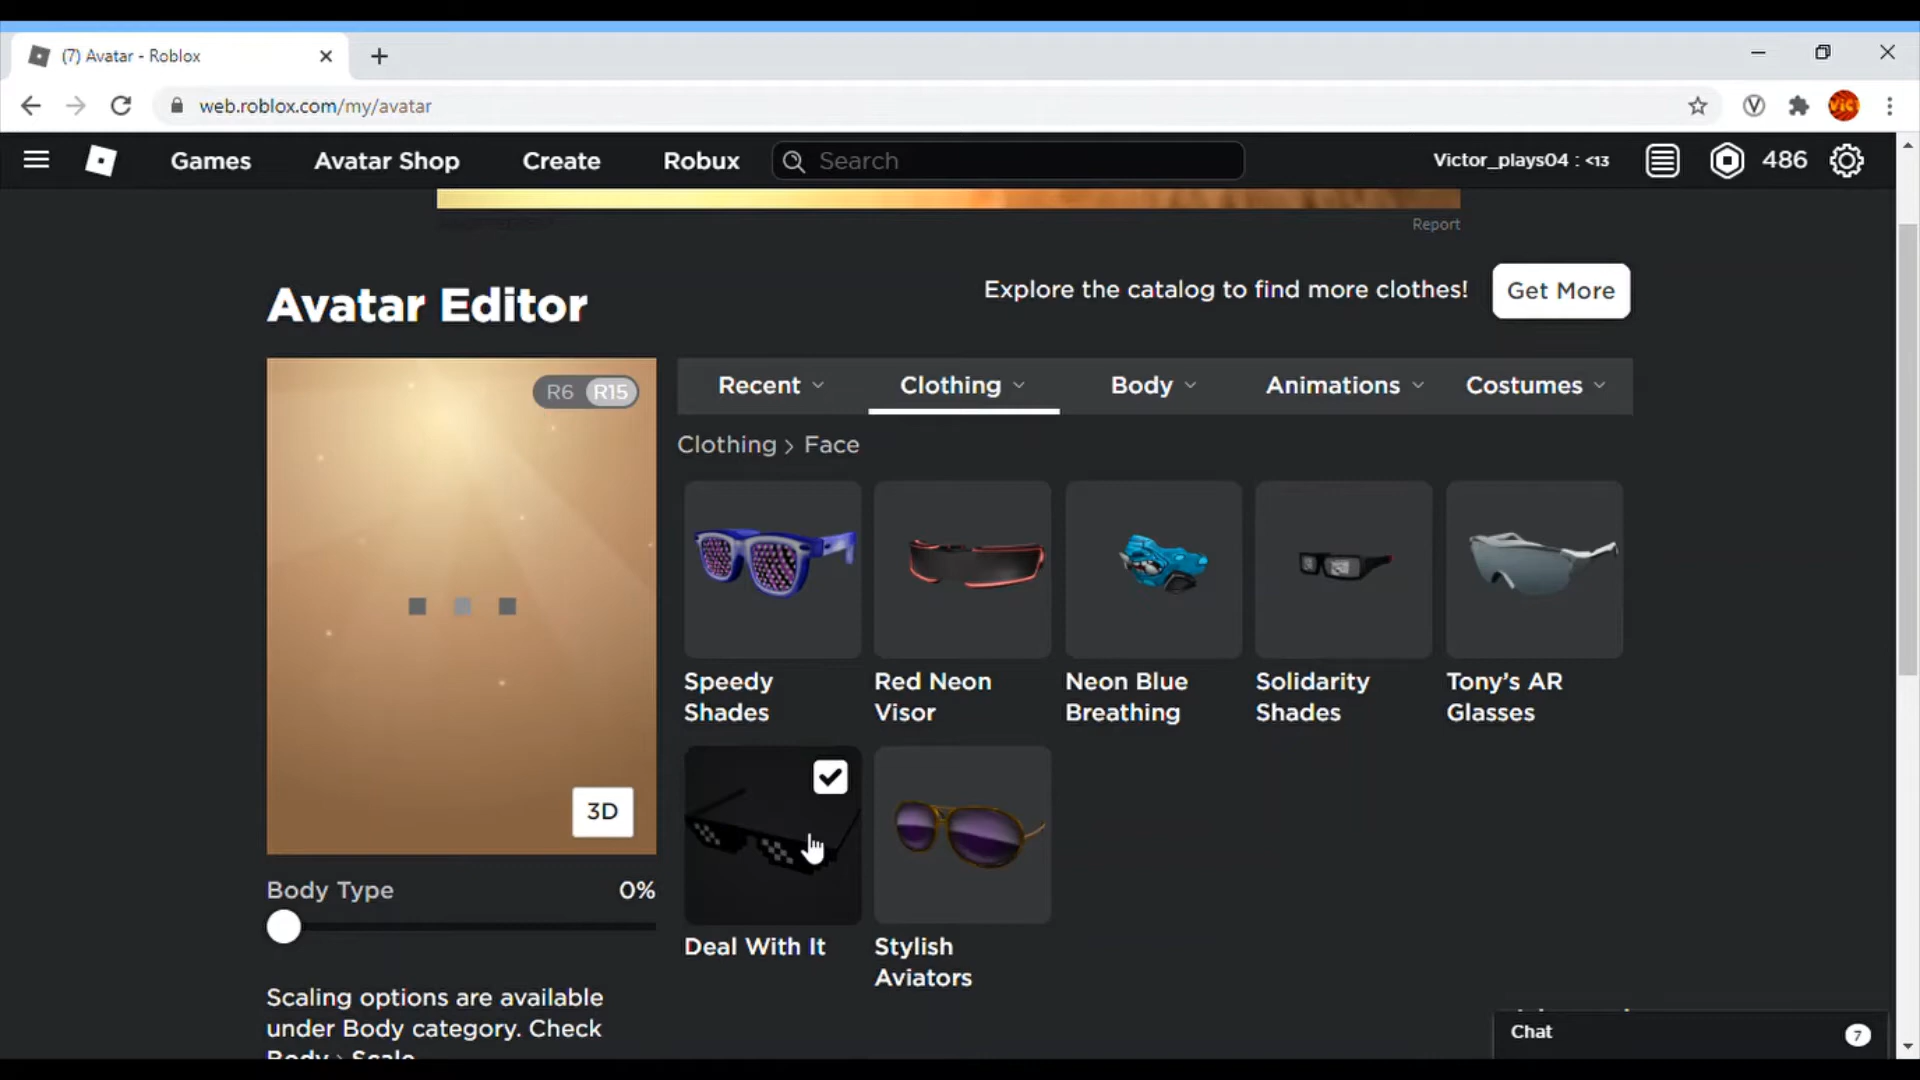 (7) Avatar - Roblox
web.roblox.com/my/avatar
Games
Avatar Shop
Create
Robux
Search
Victor_plays04 : <13
486
Report
Avatar Editor
Explore the catalog to find more clothes!
Get More
R6
R15
Recent
Clothing
Body
Animations
Costumes
Clothing > Face
Speedy
Shades
Red Neon
Visor
Neon Blue
Breathing
Solidarity
Shades
Tony’s AR
Glasses
3D
Deal With It
Stylish
Aviators
Body Type
0%
Scaling options are available
under Body category. Check
Body > Scale
Chat
7